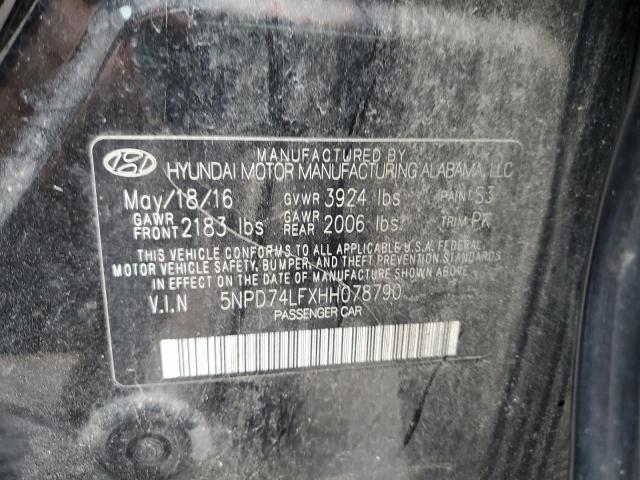 MANUFACTURED BY
HYUNDAI MOTOR MANUFACTURING ALABAMA, LLC
May/18/16 GVWR 3924 lbs PAINT 53
GAWR FRONT 2183 lbs GAWR REAR 2006 lbs TRIM PK
THIS VEHICLE CONFORMS TO ALL APPLICABLE U.S.A. FEDERAL
MOTOR VEHICLE SAFETY, BUMPER, AND THEFT PREVENTION STANDARDS
IN EFFECT ON THE DATE OF MANUFACTURE SHOWN ABOVE.
V.I.N 5NPD74LFXHH078790
PASSENGER CAR